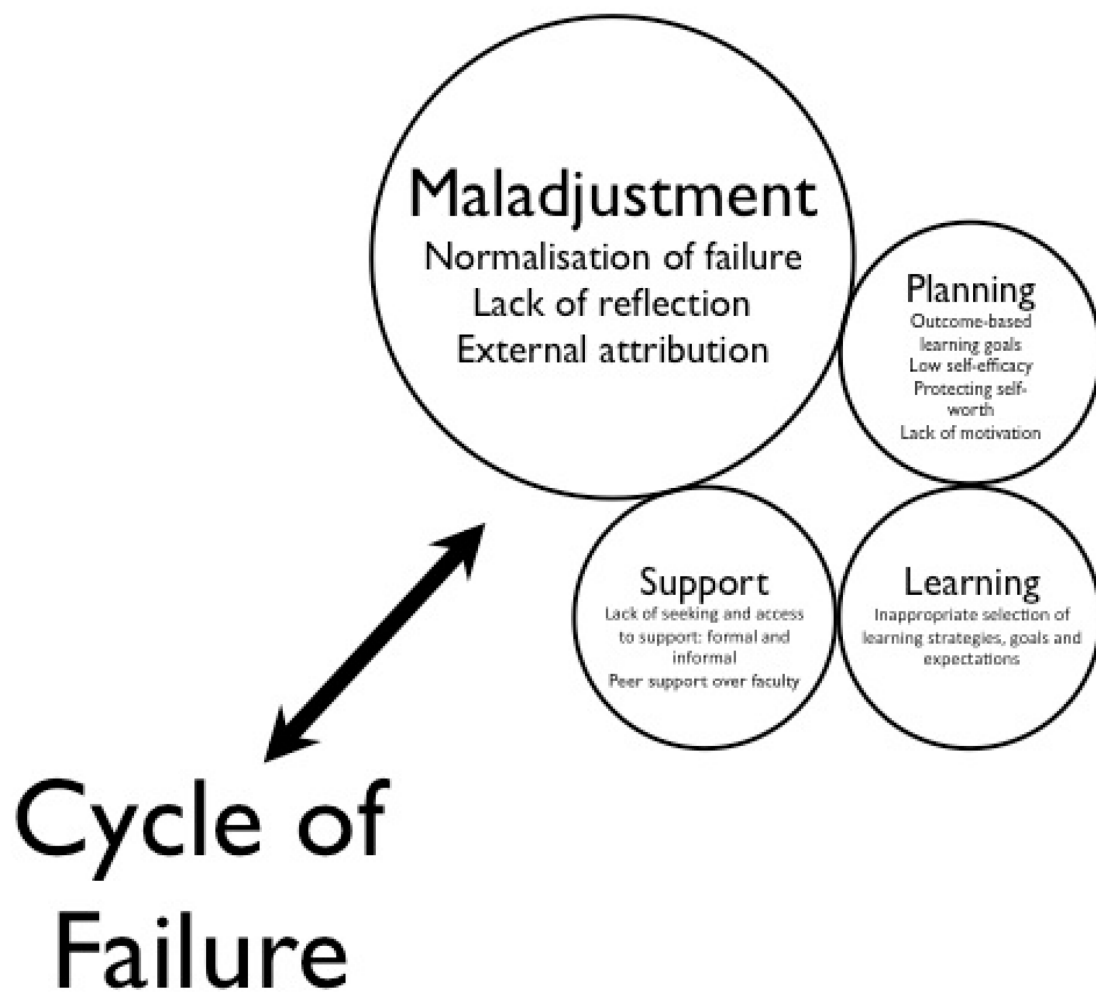 Maladjustment
Normalisation of failure
Lack of reflection
External attribution
Planning
Outcome-based
learning goals
Low self-efficacy
Protecting self-
worth
Lack of motivation
Support
Lack of seeking and access
to support: formal and
informal
Peer support over faculty
Learning
Inappropriate selection of
learning strategies, goals and
expectations
Cycle of
Failure